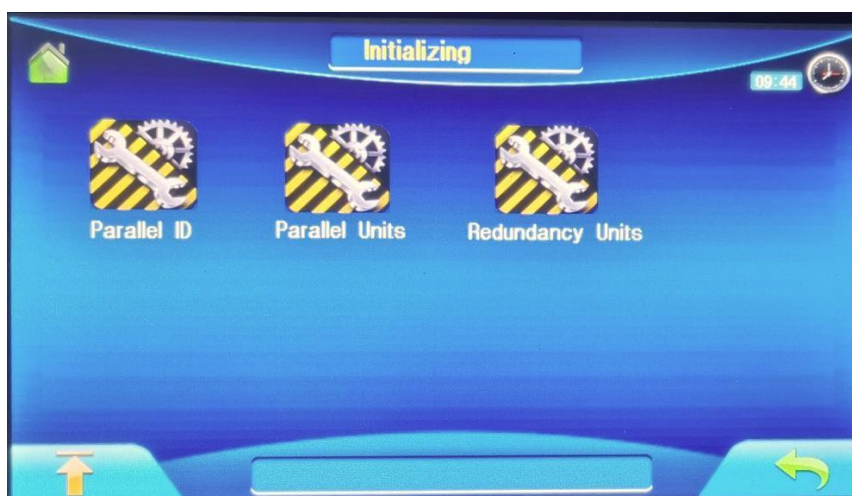 Initializing
09:44
Parallel ID
Parallel Units
Redundancy Units